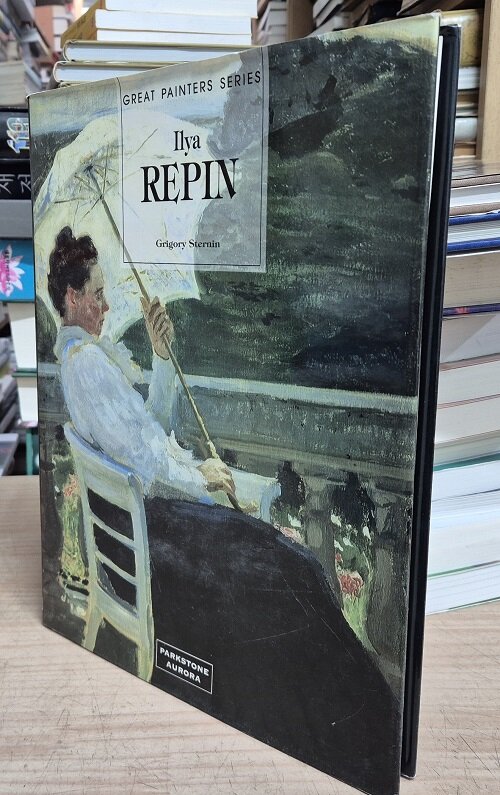 GREAT PAINTERS SERIES
Ilya
REPIN
Grigory Sternin
PARKSTONE
AURORA